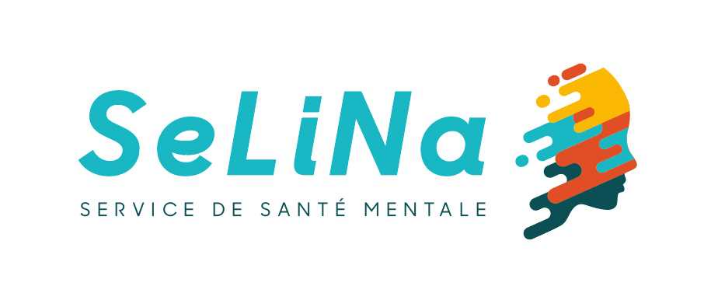 SeLiNa
SERVICE DE SANTÉ MENTALE